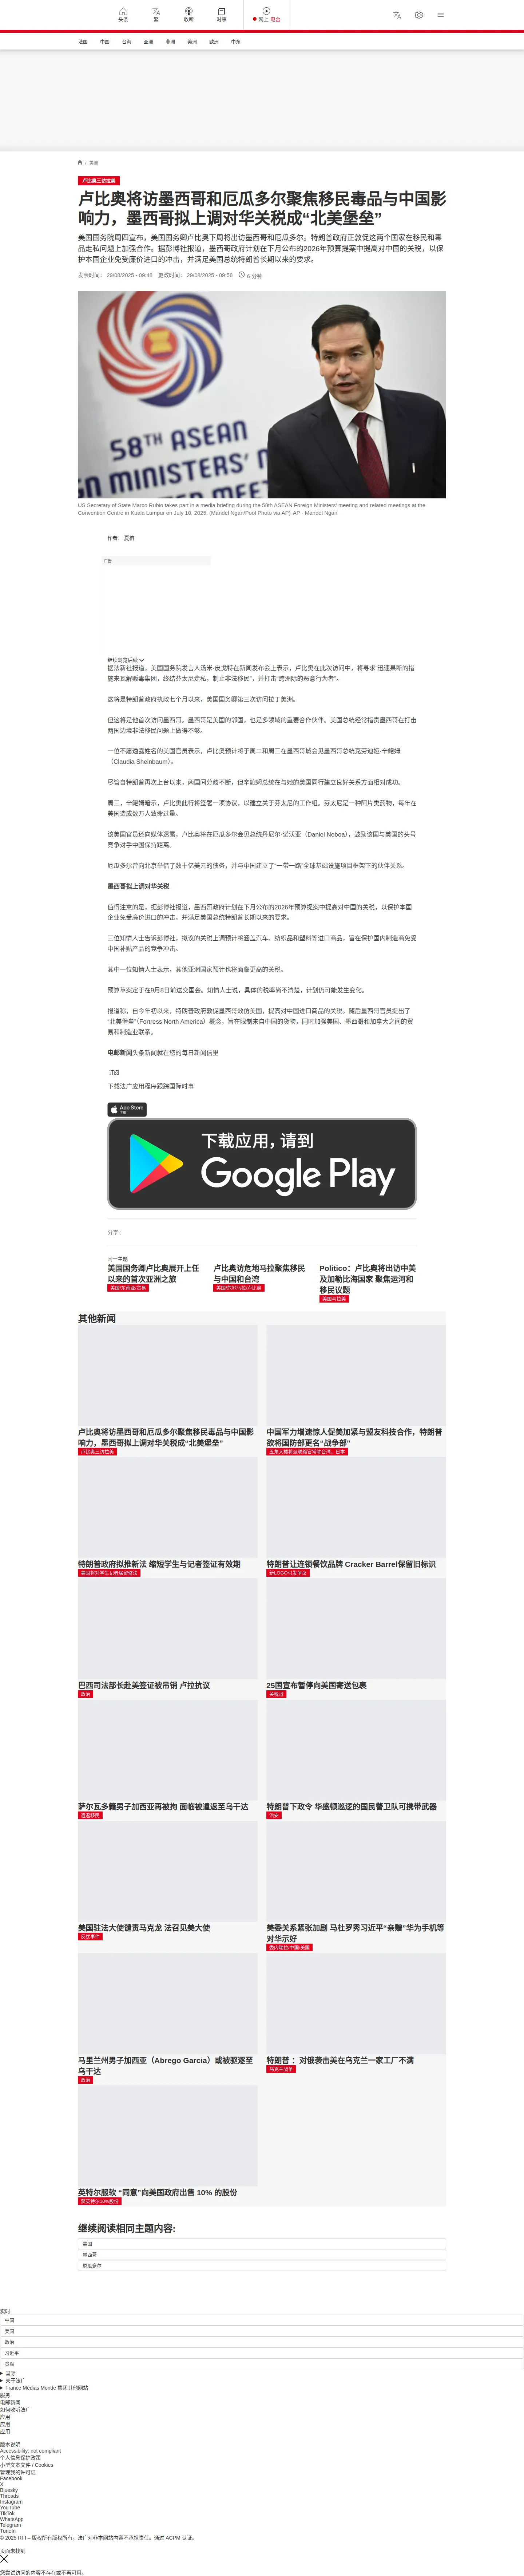 头条
繁
收听
时事
网上 电台
法国
中国
台海
亚洲
非洲
美洲
欧洲
中东
/ 美洲
卢比奥三访拉美
卢比奥将访墨西哥和厄瓜多尔聚焦移民毒品与中国影
响力，墨西哥拟上调对华关税成“北美堡垒”
美国国务院周四宣布，美国国务卿卢比奥下周将出访墨西哥和厄瓜多尔。特朗普政府正敦促这两个国家在移民和毒
品走私问题上加强合作。据彭博社报道，墨西哥政府计划在下月公布的2026年预算提案中提高对中国的关税，以保
护本国企业免受廉价进口的冲击，并满足美国总统特朗普长期以来的要求。
发表时间： 29/08/2025 - 09:48 更改时间： 29/08/2025 - 09:56 6 分钟
58TH ASEAN
US Secretary of State Marco Rubio takes part in a media briefing during the 58th ASEAN Foreign Ministers' meeting and related meetings at the
Convention Centre in Kuala Lumpur on July 10, 2025. (Mandel Ngan/Pool Photo via AP) AP - Mandel Ngan
作者： 夏榕
广告
继续浏览后续
据法新社报道，美国国务院发言人汤米·皮戈特在新闻发布会上表示，卢比奥在此次访问中，将寻求“迅速果断的措
施来瓦解贩毒集团，终结芬太尼走私，制止非法移民”，并打击“跨洲际的恶意行为者”。
这将是特朗普政府执政七个月以来，美国国务卿第三次访问拉丁美洲。
但这将是他首次访问墨西哥。墨西哥是美国的邻国，也是多领域的重要合作伙伴。美国总统经常指责墨西哥在打击
两国边境非法移民问题上做得不够。
一位不愿透露姓名的美国官员表示，卢比奥预计将于周二和周三在墨西哥城会见墨西哥总统克劳迪娅·辛朝姆
（Claudia Sheinbaum）。
尽管自特朗普再次上台以来，两国间分歧不断，但辛朝姆总统在与她的美国同行建立良好关系方面相对成功。
周三，辛朝姆暗示，卢比奥此行将签署一项协议，以建立关于芬太尼的工作组。芬太尼是一种阿片类药物，每年在
美国造成数万人致命过量。
该美国官员还向媒体透露，卢比奥将在厄瓜多尔会见总统丹尼尔·诺沃亚（Daniel Noboa），鼓励该国与美国的头号
竞争对手中国保持距离。
厄瓜多尔曾向北京举借了数十亿美元的债务，并与中国建立了“一带一路”全球基础设施项目框架下的伙伴关系。
墨西哥拟上调对华关税
值得注意的是，据彭博社报道，墨西哥政府计划在下月公布的2026年预算提案中提高对中国的关税，以保护本国
企业免受廉价进口的冲击，并满足美国总统特朗普长期以来的要求。
三位知情人士告诉彭博社，拟议的关税上调预计将涵盖汽车、纺织品和塑料等进口商品，旨在保护国内制造商免受
中国补贴产品的竞争冲击。
其中一位知情人士表示，其他亚洲国家预计也将面临更高的关税。
预算草案定于在9月8日前送交国会。知情人士说，具体的税率尚不清楚，计划仍可能发生变化。
报道称，自今年初以来，特朗普政府敦促墨西哥效仿美国，提高对中国进口商品的关税。随后墨西哥官员提出了
“北美堡垒”（Fortress North America）概念，旨在限制来自中国的货物，同时加强美国、墨西哥和加拿大之间的贸
易和制造业联系。
电邮新闻头条新闻就在您的每日新闻信里
订阅
下载法广应用程序跟踪国际时事
App Store
下载应用，请到
Google Play
分享 :
同一主题
美国国务卿卢比奥展开上任
以来的首次亚洲之旅
美国/东南亚/贸易
卢比奥访危地马拉聚焦移民
与中国和台湾
美国/危地马拉/卢比奥
Politico：卢比奥将出访中美
及加勒比海国家 聚焦运河和
移民议题
美国与拉美
其他新闻
卢比奥将访墨西哥和厄瓜多尔聚焦移民毒品与中国影
响力，墨西哥拟上调对华关税成“北美堡垒”
卢比奥三访拉美
中国军力增速惊人促美加紧与盟友科技合作，特朗普
欲将国防部更名“战争部”
五角大楼将派联络官常驻台湾、日本
特朗普政府拟推新法 缩短学生与记者签证有效期
美国将对学生记者居留修法
特朗普让连锁餐饮品牌 Cracker Barrel保留旧标识
新LOGO引发争议
巴西司法部长赴美签证被吊销 卢拉抗议
政治
25国宣布暂停向美国寄送包裹
关税战
萨尔瓦多籍男子加西亚再被拘 面临被遣返至乌干达
遣返移民
特朗普下政令 华盛顿巡逻的国民警卫队可携带武器
治安
美国驻法大使谴责马克龙 法召见美大使
反犹事件
美委关系紧张加剧 马杜罗秀习近平“亲赠”华为手机等
对华示好
委内瑞拉/中国/美国
马里兰州男子加西亚（Abrego Garcia）或被驱逐至
乌干达
政治
特朗普 ：对俄袭击美在乌克兰一家工厂不满
乌克兰战争
英特尔服软 “同意”向美国政府出售 10% 的股份
获英特尔10%股份
继续阅读相同主题内容:
美国
墨西哥
厄瓜多尔
实时
中国
美国
政治
习近平
贪腐
国际
关于法广
France Médias Monde 集团其他网站
服务
电邮新闻
如何收听法广
应用
应用
应用
版本说明
Accessibility: not compliant
个人信息保护政策
小型文本文件 / Cookies
管理我的许可证
Facebook
X
Bluesky
Threads
Instagram
YouTube
TikTok
WhatsApp
Telegram
TuneIn
© 2025 RFI – 版权所有版权所有。法广对非本网站内容不承担责任。通过 ACPM 认证。
页面未找到
您尝试访问的内容不存在或不再可用。